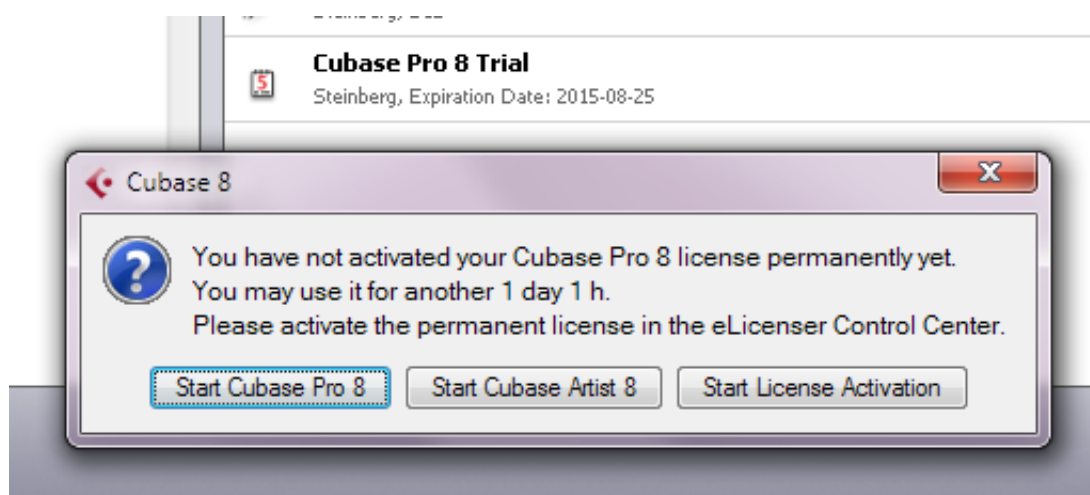 Cubase Pro 8 Trial
5
Steinberg, Expiration Date: 2015-08-25
Cubase 8
You have not activated your Cubase Pro 8 license permanently yet.
You may use it for another 1 day 1 h.
Please activate the permanent license in the eLicenser Control Center.
Start Cubase Pro 8
Start Cubase Artist 8
Start License Activation